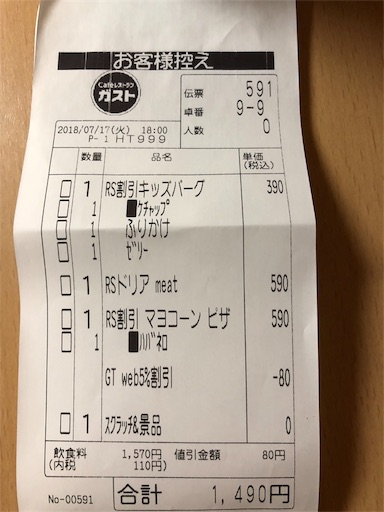 お客様控え
Cafeレストラン
ガスト
伝票 591
卓番 9-9
人数 0
2018/07/17(火) 18:00
P-1 HT999
数量 品名 単価(税込)
1 RS割引キッズバーグ 390
1 ■ケチャップ
1 ふりかけ
1 ゼリー
1 RSドリア meat 590
1 RS割引 マヨコーン ピザ 590
1 ■ハバネロ
GT web5%割引 -80
1 スクラッチ&景品 0
飲食料 1,570円 値引金額 80円
(内税 110円)
No-00591 合計 1,490円